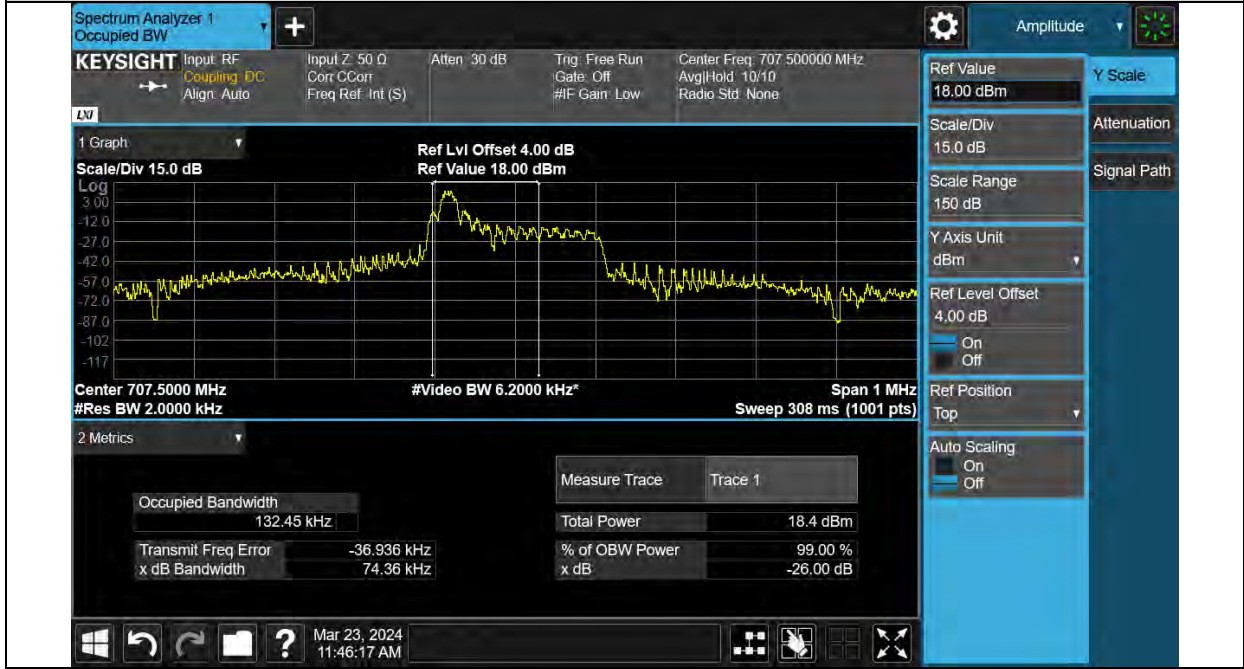 Spectrum Analyzer 1
Occupied BW
Amplitude
KEYSIGHT
Input: RF
Coupling: DC
Align: Auto
Input Z: 50 Ω
Corr CCorr
Freq Ref: Int (S)
Atten: 30 dB
Trig: Free Run
Gate: Off
#IF Gain: Low
Center Freq: 707.500000 MHz
Avg|Hold: 10/10
Radio Std: None
LXI
1 Graph
Scale/Div 15.0 dB
Ref Lvl Offset 4.00 dB
Ref Value 18.00 dBm
Log
3.00
-12.0
-27.0
-42.0
-57.0
-72.0
-87.0
-102
-117
Center 707.5000 MHz
#Video BW 6.2000 kHz*
Span 1 MHz
#Res BW 2.0000 kHz
Sweep 308 ms (1001 pts)
2 Metrics
Measure Trace Trace 1
Occupied Bandwidth
132.45 kHz
Total Power 18.4 dBm
Transmit Freq Error -36.936 kHz
% of OBW Power 99.00 %
x dB Bandwidth 74.36 kHz
x dB -26.00 dB
Ref Value
18.00 dBm
Scale/Div
15.0 dB
Scale Range
150 dB
Y Axis Unit
dBm
Ref Level Offset
4.00 dB
On
Off
Ref Position
Top
Auto Scaling
On
Off
Y Scale
Attenuation
Signal Path
?
Mar 23, 2024
11:46:17 AM